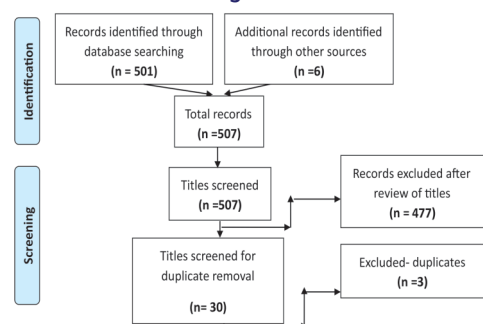 Identification
Records identified through
database searching
(n = 501)
Additional records identified
through other sources
(n =6)
Total records
(n =507)
Screening
Titles screened
(n =507)
Records excluded after
review of titles
(n = 477)
Titles screened for
duplicate removal
(n= 30)
Excluded- duplicates
(n =3)